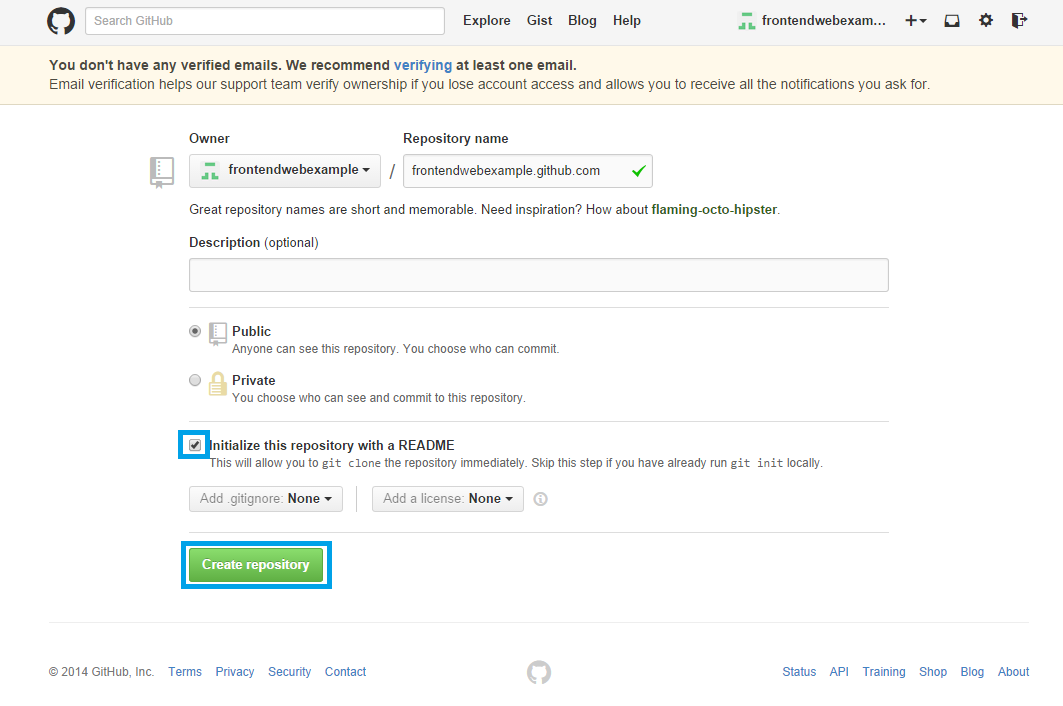 Search GitHub Explore Gist Blog Help frontendwebexam...
You don't have any verified emails. We recommend verifying at least one email.
Email verification helps our support team verify ownership if you lose account access and allows you to receive all the notifications you ask for.
Owner Repository name
frontendwebexample / frontendwebexample.github.com
Great repository names are short and memorable. Need inspiration? How about flaming-octo-hipster.
Description (optional)
Public
Anyone can see this repository. You choose who can commit.
Private
You choose who can see and commit to this repository.
Initialize this repository with a README
This will allow you to git clone the repository immediately. Skip this step if you have already run git init locally.
Add .gitignore: None Add a license: None
Create repository
© 2014 GitHub, Inc. Terms Privacy Security Contact Status API Training Shop Blog About